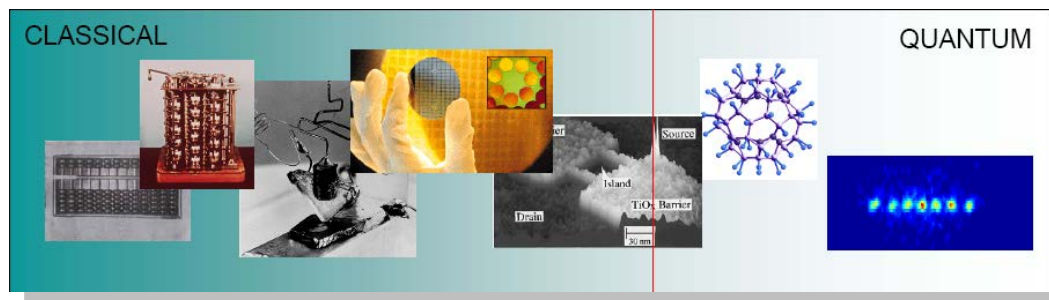 CLASSICAL
QUANTUM
Source
Island
TiOx Barrier
Drain
30 nm